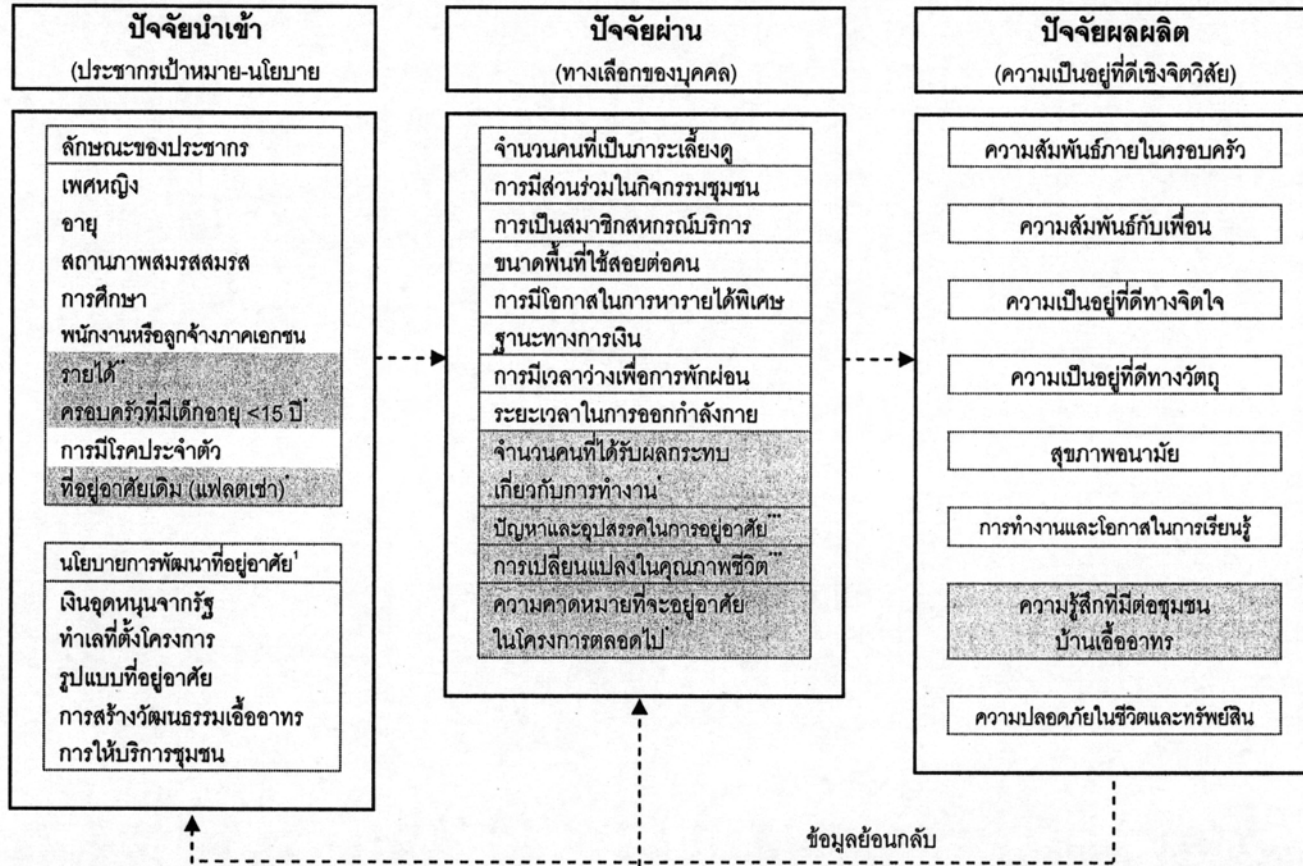 ปัจจัยนำเข้า
(ประชากรเป้าหมาย-นโยบาย
ลักษณะของประชากร
เพศหญิง
อายุ
สถานภาพสมรสสมรส
การศึกษา
พนักงานหรือลูกจ้างภาคเอกชน
รายได้**
ครอบครัวที่มีเด็กอายุ <15 ปี*
การมีโรคประจำตัว
ที่อยู่อาศัยเดิม (แฟลตเช่า)*
นโยบายการพัฒนาที่อยู่อาศัย¹
เงินอุดหนุนจากรัฐ
ทำเลที่ตั้งโครงการ
รูปแบบที่อยู่อาศัย
การสร้างวัฒนธรรมเอื้ออาทร
การให้บริการชุมชน
ปัจจัยผ่าน
(ทางเลือกของบุคคล)
จำนวนคนที่เป็นภาระเลี้ยงดู
การมีส่วนร่วมในกิจกรรมชุมชน
การเป็นสมาชิกสหกรณ์บริการ
ขนาดพื้นที่ใช้สอยต่อคน
การมีโอกาสในการหารายได้พิเศษ
ฐานะทางการเงิน
การมีเวลาว่างเพื่อการพักผ่อน
ระยะเวลาในการออกกำลังกาย
จำนวนคนที่ได้รับผลกระทบ
เกี่ยวกับการทำงาน*
ปัญหาและอุปสรรคในการอยู่อาศัย***
การเปลี่ยนแปลงในคุณภาพชีวิต***
ความคาดหมายที่จะอยู่อาศัย
ในโครงการตลอดไป*
ปัจจัยผลผลิต
(ความเป็นอยู่ที่ดีเชิงจิตวิสัย)
ความสัมพันธ์ภายในครอบครัว
ความสัมพันธ์กับเพื่อน
ความเป็นอยู่ที่ดีทางจิตใจ
ความเป็นอยู่ที่ดีทางวัตถุ
สุขภาพอนามัย
การทำงานและโอกาสในการเรียนรู้
ความรู้สึกที่มีต่อชุมชน
บ้านเอื้ออาทร
ความปลอดภัยในชีวิตและทรัพย์สิน
ข้อมูลย้อนกลับ